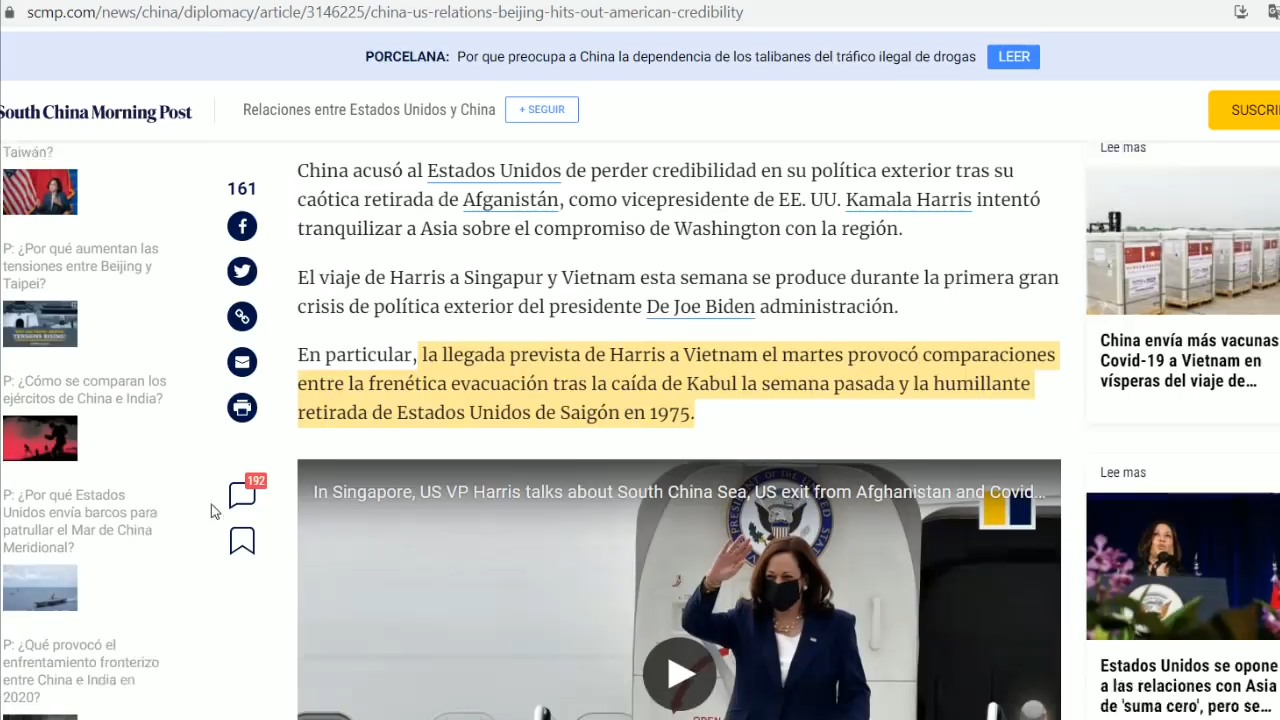 scmp.com/news/china/diplomacy/article/3146225/china-us-relations-beijing-hits-out-american-credibility
PORCELANA: Por que preocupa a China la dependencia de los talibanes del tráfico ilegal de drogas
LEER
South China Morning Post
Relaciones entre Estados Unidos y China
+ SEGUIR
Taiwán?
P: ¿Por qué aumentan las
tensiones entre Beijing y
Taipei?
P: ¿Cómo se comparan los
ejércitos de China e India?
P: ¿Por qué Estados
Unidos envía barcos para
patrullar el Mar de China
Meridional?
P: ¿Qué provocó el
enfrentamiento fronterizo
entre China e India en
2020?
161
192
China acusó al Estados Unidos de perder credibilidad en su política exterior tras su
caótica retirada de Afganistán, como vicepresidente de EE. UU. Kamala Harris intentó
tranquilizar a Asia sobre el compromiso de Washington con la región.
El viaje de Harris a Singapur y Vietnam esta semana se produce durante la primera gran
crisis de política exterior del presidente De Joe Biden administración.
En particular, la llegada prevista de Harris a Vietnam el martes provocó comparaciones
entre la frenética evacuación tras la caída de Kabul la semana pasada y la humillante
retirada de Estados Unidos de Saigón en 1975.
In Singapore, US VP Harris talks about South China Sea, US exit from Afghanistan and Covid...
OPEN
Lee mas
China envía más vacunas
Covid-19 a Vietnam en
vísperas del viaje de...
Lee mas
Estados Unidos se opone
a las relaciones con Asia
de 'suma cero', pero se...